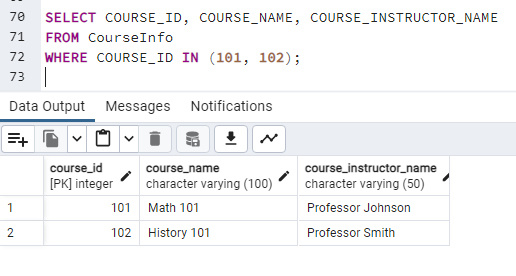 70 SELECT COURSE_ID, COURSE_NAME, COURSE_INSTRUCTOR_NAME
71 FROM CourseInfo
72 WHERE COURSE_ID IN (101, 102);
73
Data Output Messages Notifications
course_id course_name course_instructor_name
[PK] integer character varying (100) character varying (50)
1 101 Math 101 Professor Johnson
2 102 History 101 Professor Smith